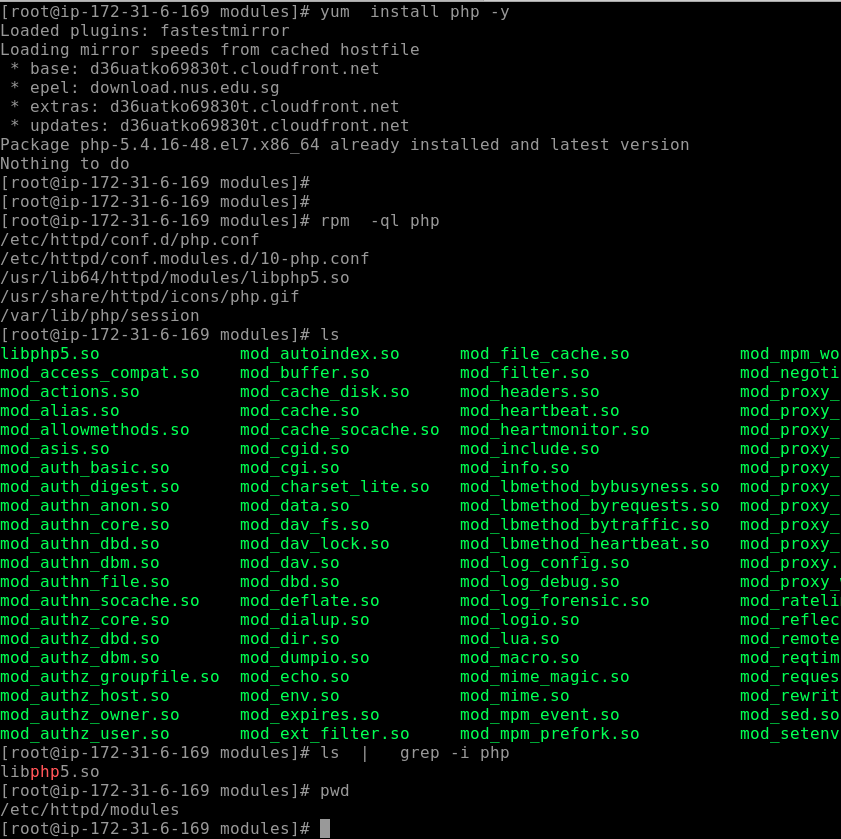 [root@ip-172-31-6-169 modules]# yum  install php -y
Loaded plugins: fastestmirror
Loading mirror speeds from cached hostfile
 * base: d36uatko69830t.cloudfront.net
 * epel: download.nus.edu.sg
 * extras: d36uatko69830t.cloudfront.net
 * updates: d36uatko69830t.cloudfront.net
Package php-5.4.16-48.el7.x86_64 already installed and latest version
Nothing to do
[root@ip-172-31-6-169 modules]#
[root@ip-172-31-6-169 modules]#
[root@ip-172-31-6-169 modules]# rpm  -ql php
/etc/httpd/conf.d/php.conf
/etc/httpd/conf.modules.d/10-php.conf
/usr/lib64/httpd/modules/libphp5.so
/usr/share/httpd/icons/php.gif
/var/lib/php/session
[root@ip-172-31-6-169 modules]# ls
libphp5.so              mod_autoindex.so      mod_file_cache.so           mod_mpm_wo
mod_access_compat.so    mod_buffer.so         mod_filter.so               mod_negoti
mod_actions.so          mod_cache_disk.so     mod_headers.so              mod_proxy_
mod_alias.so            mod_cache.so          mod_heartbeat.so            mod_proxy_
mod_allowmethods.so     mod_cache_socache.so  mod_heartmonitor.so         mod_proxy_
mod_asis.so             mod_cgid.so           mod_include.so              mod_proxy_
mod_auth_basic.so       mod_cgi.so            mod_info.so                 mod_proxy_
mod_auth_digest.so      mod_charset_lite.so   mod_lbmethod_bybusyness.so  mod_proxy_
mod_authn_anon.so       mod_data.so           mod_lbmethod_byrequests.so  mod_proxy_
mod_authn_core.so       mod_dav_fs.so         mod_lbmethod_bytraffic.so   mod_proxy_
mod_authn_dbd.so        mod_dav_lock.so       mod_lbmethod_heartbeat.so   mod_proxy_
mod_authn_dbm.so        mod_dav.so            mod_log_config.so           mod_proxy.
mod_authn_file.so       mod_dbd.so            mod_log_debug.so            mod_proxy_
mod_authn_socache.so    mod_deflate.so        mod_log_forensic.so         mod_rateli
mod_authz_core.so       mod_dialup.so         mod_logio.so                mod_reflec
mod_authz_dbd.so        mod_dir.so            mod_lua.so                  mod_remote
mod_authz_dbm.so        mod_dumpio.so         mod_macro.so                mod_reqtim
mod_authz_groupfile.so  mod_echo.so           mod_mime_magic.so           mod_reques
mod_authz_host.so       mod_env.so            mod_mime.so                 mod_rewrit
mod_authz_owner.so      mod_expires.so        mod_mpm_event.so            mod_sed.so
mod_authz_user.so       mod_ext_filter.so     mod_mpm_prefork.so          mod_setenv
[root@ip-172-31-6-169 modules]# ls  |   grep -i php
libphp5.so
[root@ip-172-31-6-169 modules]# pwd
/etc/httpd/modules
[root@ip-172-31-6-169 modules]#